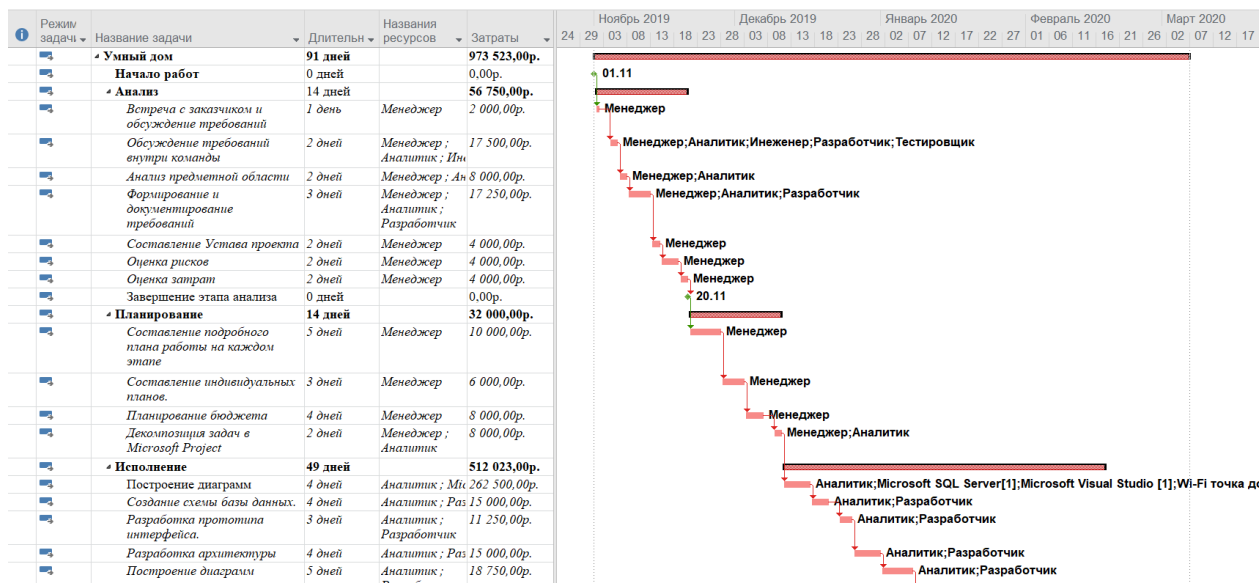 Режим задачи Название задачи Длительн Названия ресурсов Затраты
Ноябрь 2019 Декабрь 2019 Январь 2020 Февраль 2020 Март 2020
24 29 03 08 13 18 23 28 03 08 13 18 23 28 02 07 12 17 22 27 01 06 11 16 21 26 02 07 12 17
Умный дом 91 дней 973 523,00р.
Начало работ 0 дней 0,00р. 01.11
Анализ 14 дней 56 750,00р.
Встреча с заказчиком и 1 день Менеджер 2 000,00р. Менеджер
обсуждение требований
Обсуждение требований 2 дней Менеджер ; 17 500,00р. Менеджер;Аналитик;Инеженер;Разработчик;Тестировщик
внутри команды Аналитик ; Ин
Анализ предметной области 2 дней Менеджер ; Ан 8 000,00р. Менеджер;Аналитик
Формирование и 3 дней Менеджер ; 17 250,00р. Менеджер;Аналитик;Разработчик
документирование Аналитик ;
требований Разработчик
Составление Устава проекта 2 дней Менеджер 4 000,00р. Менеджер
Оценка рисков 2 дней Менеджер 4 000,00р. Менеджер
Оценка затрат 2 дней Менеджер 4 000,00р. Менеджер
Завершение этапа анализа 0 дней 0,00р. 20.11
Планирование 14 дней 32 000,00р.
Составление подробного 5 дней Менеджер 10 000,00р. Менеджер
плана работы на каждом
этапе
Составление индивидуальных 3 дней Менеджер 6 000,00р. Менеджер
планов.
Планирование бюджета 4 дней Менеджер 8 000,00р. Менеджер
Декомпозиция задач в 2 дней Менеджер ; 8 000,00р. Менеджер;Аналитик
Microsoft Project Аналитик
Исполнение 49 дней 512 023,00р.
Построение диаграмм 4 дней Аналитик ; Mic 262 500,00р. Аналитик;Microsoft SQL Server[1];Microsoft Visual Studio [1];Wi-Fi точка до
Создание схемы базы данных. 4 дней Аналитик ; Раз 15 000,00р. Аналитик;Разработчик
Разработка прототипа 3 дней Аналитик ; 11 250,00р. Аналитик;Разработчик
интерфейса. Разработчик
Разработка архитектуры 4 дней Аналитик ; Раз 15 000,00р. Аналитик;Разработчик
Построение диаграмм 5 дней Аналитик ; 18 750,00р. Аналитик;Разработчик